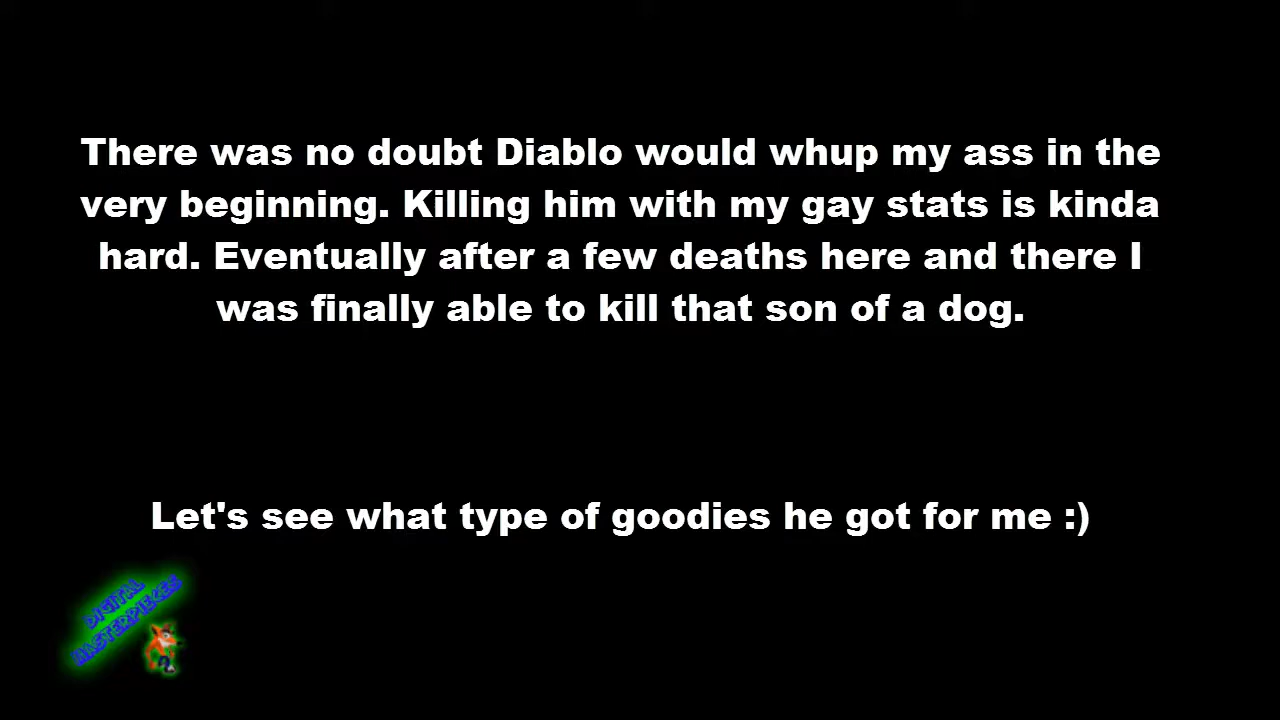 There was no doubt Diablo would whup my ass in the
very beginning. Killing him with my gay stats is kinda
hard. Eventually after a few deaths here and there I
was finally able to kill that son of a dog.
Let's see what type of goodies he got for me :)
DIGITAL
MASTERPIECES